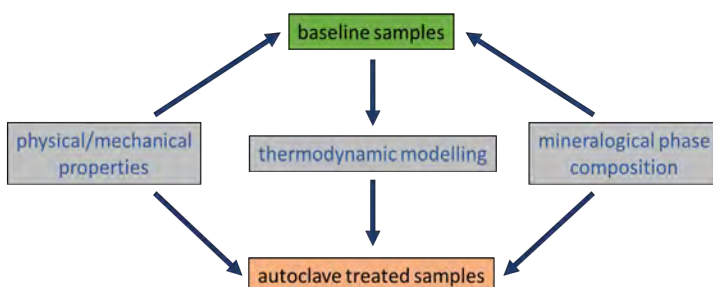 baseline samples
physical/mechanical
properties
thermodynamic modelling
mineralogical phase
composition
autoclave treated samples